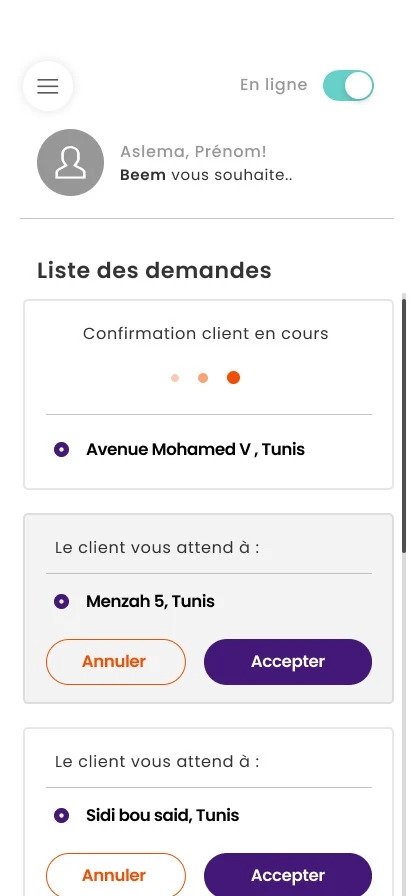 En ligne
Aslema, Prénom!
Beem vous souhaite..
Liste des demandes
Confirmation client en cours
Avenue Mohamed V , Tunis
Le client vous attend à :
Menzah 5, Tunis
Annuler
Accepter
Le client vous attend à :
Sidi bou said, Tunis
Annuler
Accepter